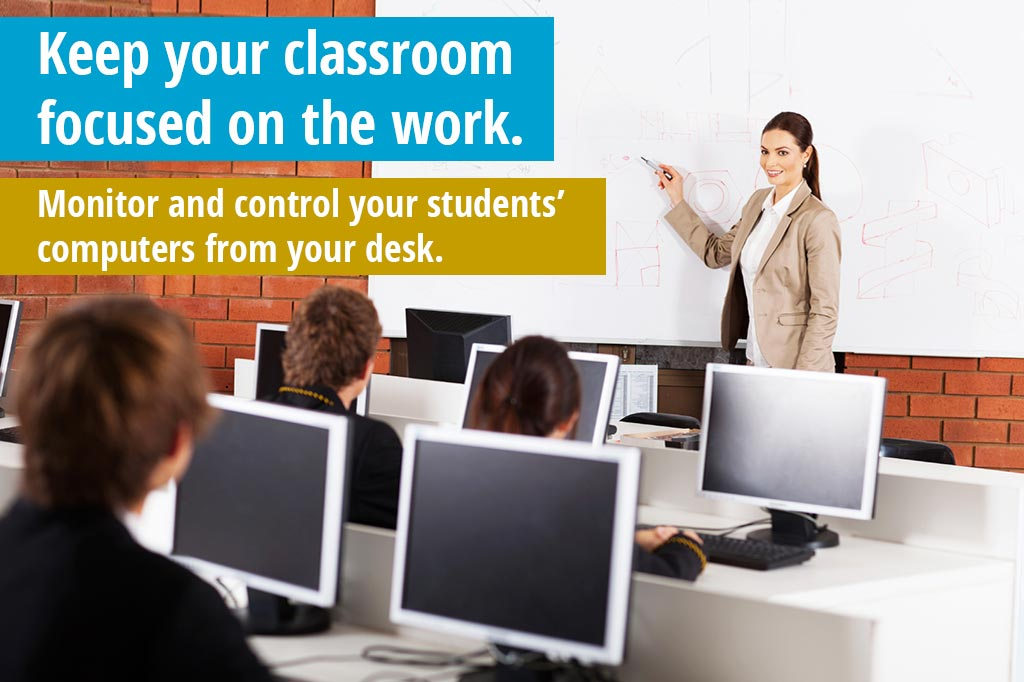 Keep your classroom
focused on the work.
Monitor and control your students’
computers from your desk.